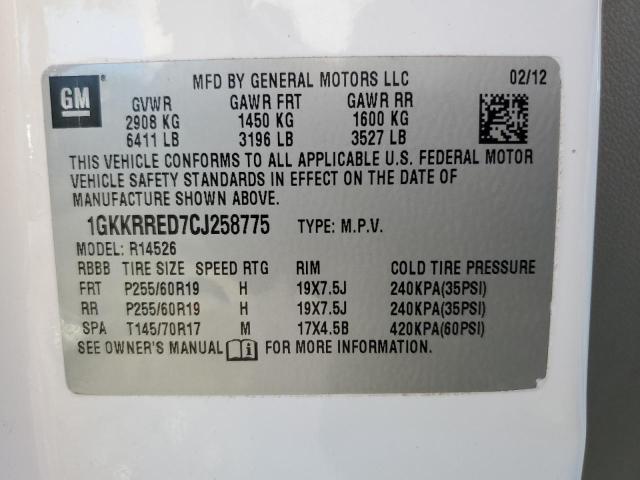 GM
MFD BY GENERAL MOTORS LLC 02/12
GVWR GAWR FRT GAWR RR
2908 KG 1450 KG 1600 KG
6411 LB 3196 LB 3527 LB
THIS VEHICLE CONFORMS TO ALL APPLICABLE U.S. FEDERAL MOTOR
VEHICLE SAFETY STANDARDS IN EFFECT ON THE DATE OF
MANUFACTURE SHOWN ABOVE.
1GKKRRED7CJ258775 TYPE: M.P.V.
MODEL: R14526
RBBB TIRE SIZE SPEED RTG RIM COLD TIRE PRESSURE
FRT P255/60R19 H 19X7.5J 240KPA(35PSI)
RR P255/60R19 H 19X7.5J 240KPA(35PSI)
SPA T145/70R17 M 17X4.5B 420KPA(60PSI)
SEE OWNER'S MANUAL FOR MORE INFORMATION.